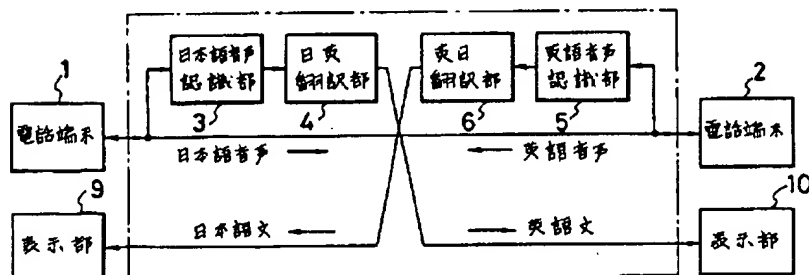 1
電話端末
日本語音声
認識部
3
日英
翻訳部
4
英日
翻訳部
6
英語音声
認識部
5
2
電話端末
日本語音声
英語音声
9
表示部
日本語文
英語文
10
表示部